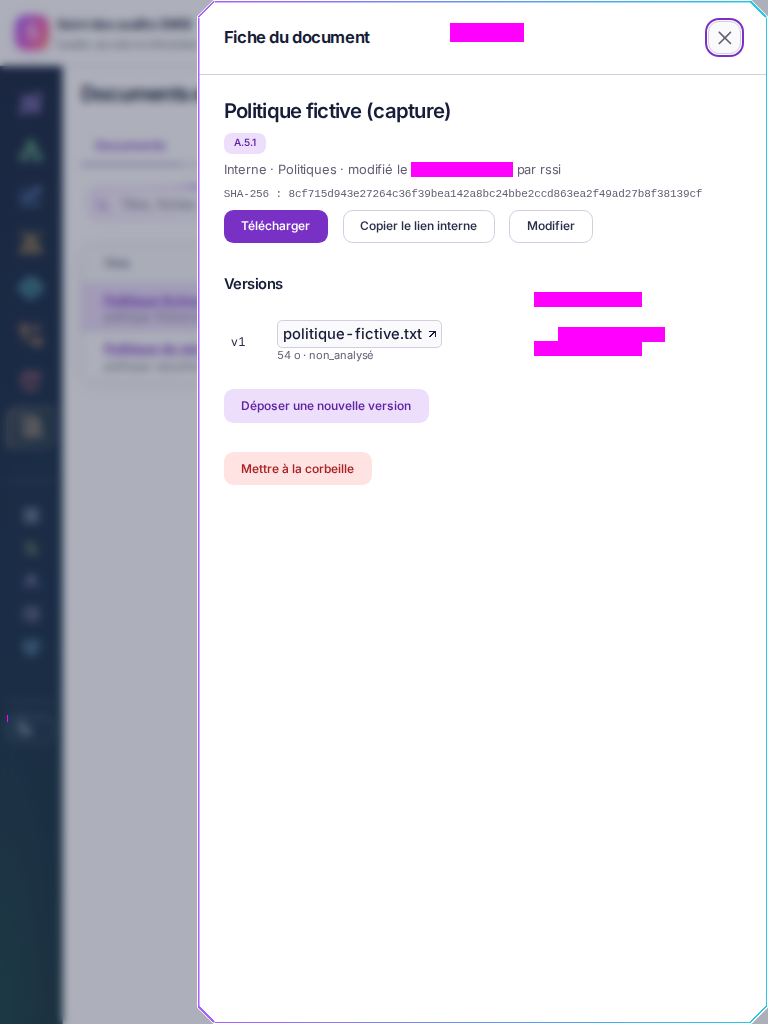 Fiche du document
Politique fictive (capture)
A.5.1
Interne · Politiques · modifié le par rssi
SHA-256 : 8cf715d943e27264c36f39bea142a8bc24bbe2ccd863ea2f49ad27b8f38139cf
Télécharger Copier le lien interne Modifier
Versions
v1 politique-fictive.txt
54 o · non_analysé
Déposer une nouvelle version
Mettre à la corbeille